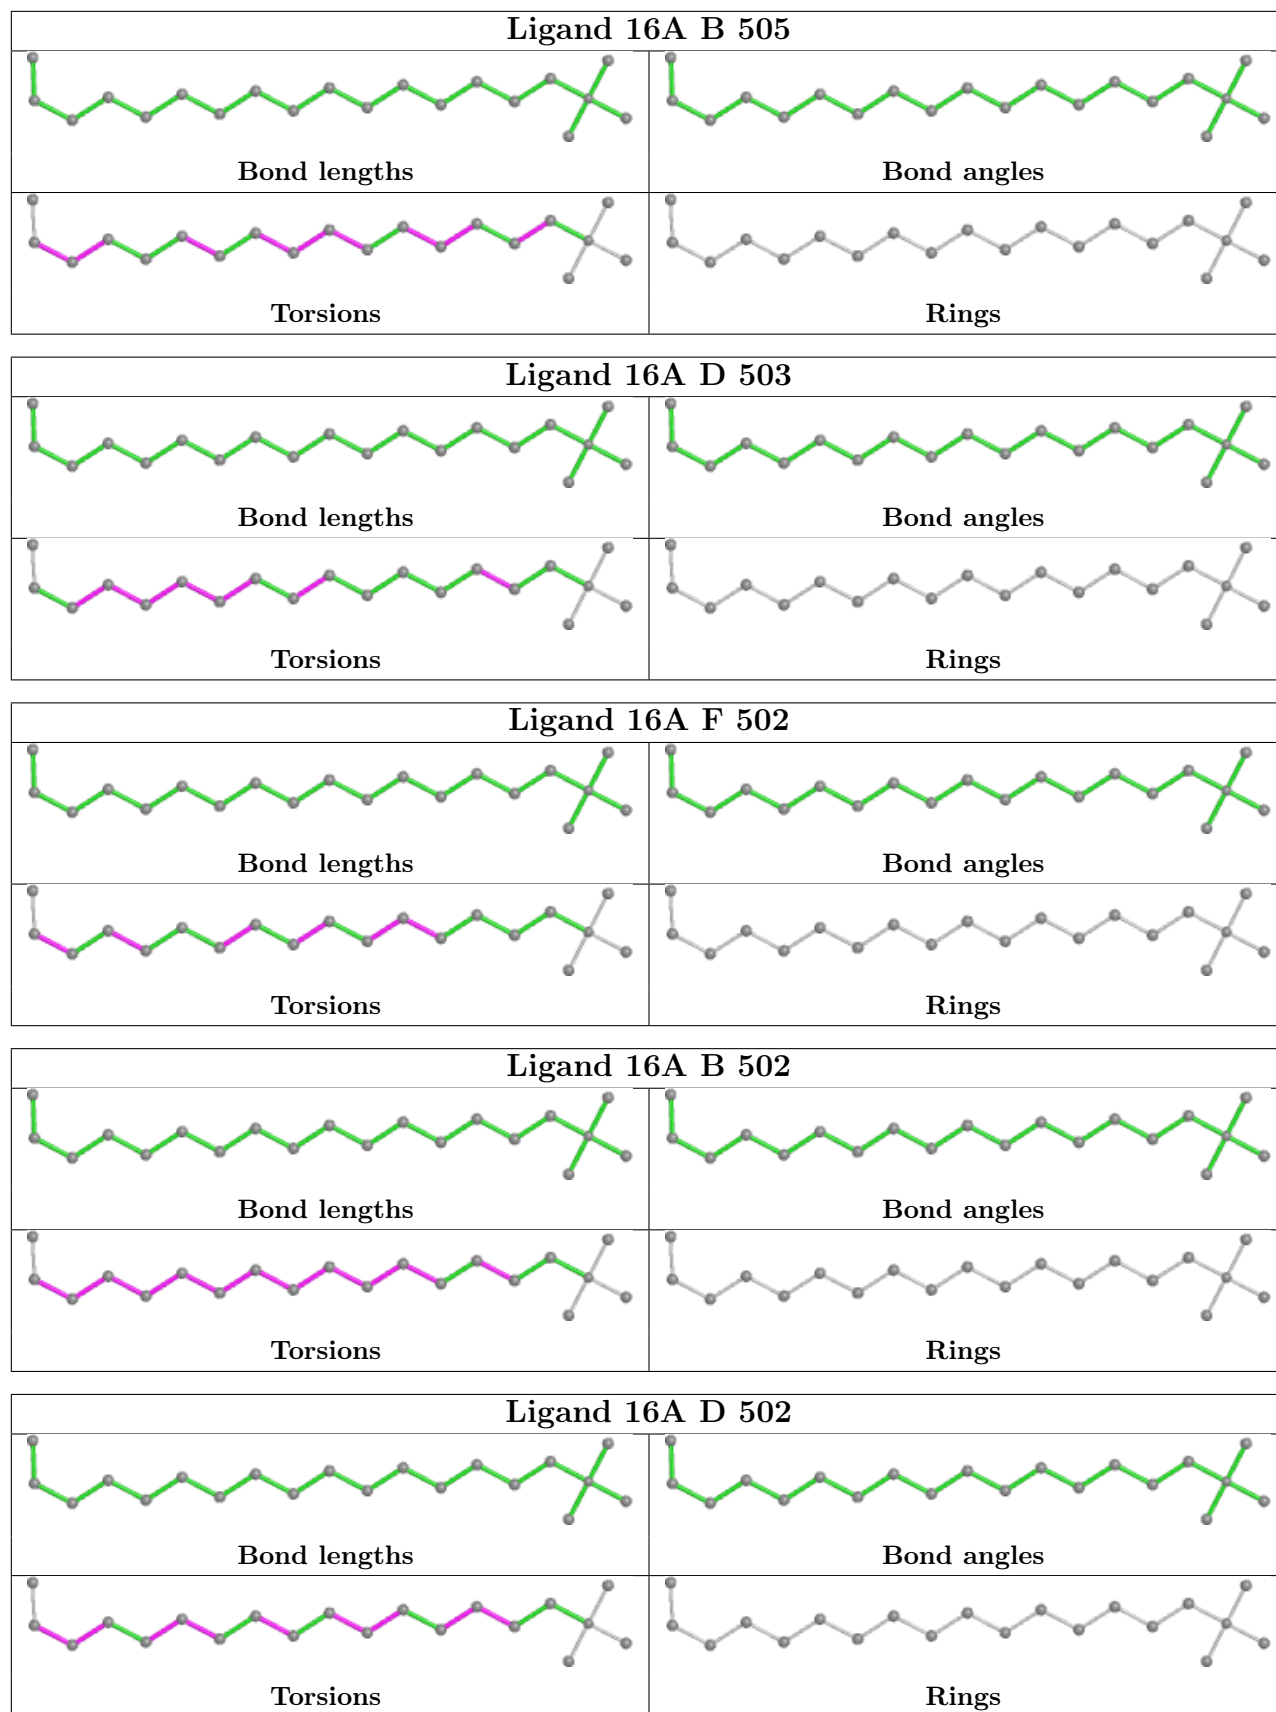 Ligand 16A B 505
Bond lengths
Bond angles
Torsions
Rings
Ligand 16A D 503
Bond lengths
Bond angles
Torsions
Rings
Ligand 16A F 502
Bond lengths
Bond angles
Torsions
Rings
Ligand 16A B 502
Bond lengths
Bond angles
Torsions
Rings
Ligand 16A D 502
Bond lengths
Bond angles
Torsions
Rings